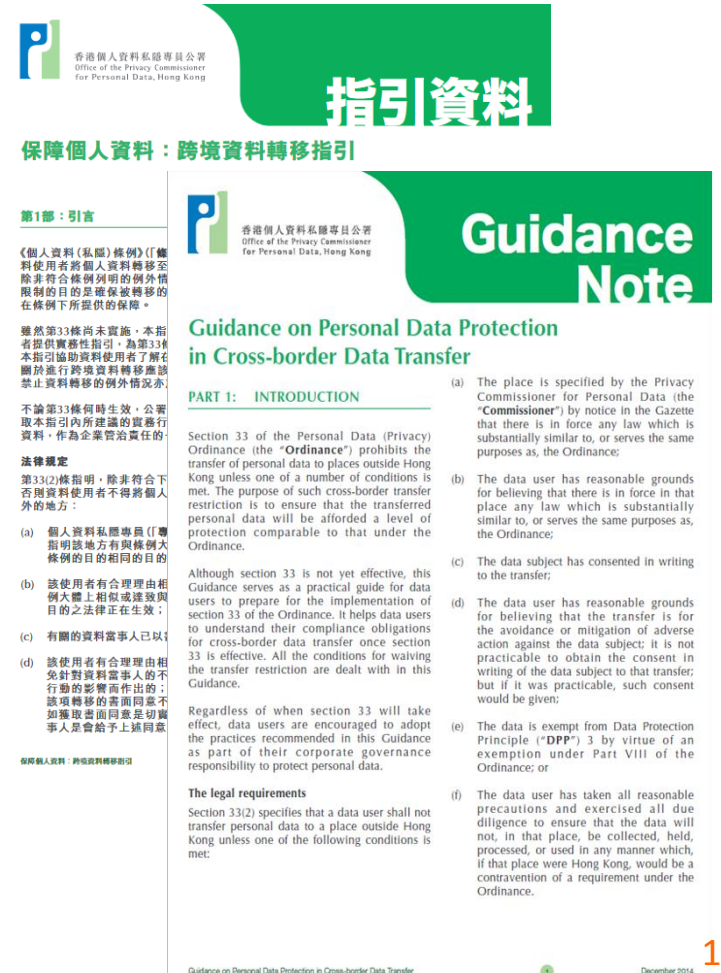 香港個人資料私隱專員公署
Office of the Privacy Commissioner
for Personal Data, Hong Kong
指引資料
保障個人資料：跨境資料轉移指引
第1部：引言
《個人資料(私隱)條例》(「條
料使用者將個人資料轉移至
除非符合條例列明的例外情
限制的目的是確保被轉移的
在條例下所提供的保障。
雖然第33條尚未實施，本指
者提供實務性指引，為第33條
本指引協助資料使用者了解在
關於進行跨境資料轉移應該
禁止資料轉移的例外情況亦
不論第33條何時生效，公署
取本指引內所建議的實務行
資料，作為企業管治責任的
法律規定
第33(2)條指明，除非符合下
否則資料使用者不得將個人
外的地方：
(a) 個人資料私隱專員(「專
指明該地方有與條例大
條例的目的相同的目的
(b) 該使用者有合理理由相
例大體上相似或達致與
目的之法律正在生效；
(c) 有關的資料當事人已以
(d) 該使用者有合理理由相
免針對資料當事人的不
行動的影響而作出的；
該項轉移的書面同意不
如獲取書面同意是切實
事人是會給予上述同意
保障個人資料：跨境資料轉移指引
香港個人資料私隱專員公署
Office of the Privacy Commissioner
for Personal Data, Hong Kong
Guidance
Note
Guidance on Personal Data Protection
in Cross-border Data Transfer
PART 1: INTRODUCTION
Section 33 of the Personal Data (Privacy)
Ordinance (the “Ordinance”) prohibits the
transfer of personal data to places outside Hong
Kong unless one of a number of conditions is
met. The purpose of such cross-border transfer
restriction is to ensure that the transferred
personal data will be afforded a level of
protection comparable to that under the
Ordinance.
Although section 33 is not yet effective, this
Guidance serves as a practical guide for data
users to prepare for the implementation of
section 33 of the Ordinance. It helps data users
to understand their compliance obligations
for cross-border data transfer once section
33 is effective. All the conditions for waiving
the transfer restriction are dealt with in this
Guidance.
Regardless of when section 33 will take
effect, data users are encouraged to adopt
the practices recommended in this Guidance
as part of their corporate governance
responsibility to protect personal data.
The legal requirements
Section 33(2) specifies that a data user shall not
transfer personal data to a place outside Hong
Kong unless one of the following conditions is
met:
(a) The place is specified by the Privacy
Commissioner for Personal Data (the
“Commissioner”) by notice in the Gazette
that there is in force any law which is
substantially similar to, or serves the same
purposes as, the Ordinance;
(b) The data user has reasonable grounds
for believing that there is in force in that
place any law which is substantially
similar to, or serves the same purposes as,
the Ordinance;
(c) The data subject has consented in writing
to the transfer;
(d) The data user has reasonable grounds
for believing that the transfer is for
the avoidance or mitigation of adverse
action against the data subject; it is not
practicable to obtain the consent in
writing of the data subject to that transfer;
but if it was practicable, such consent
would be given;
(e) The data is exempt from Data Protection
Principle (“DPP”) 3 by virtue of an
exemption under Part VIII of the
Ordinance; or
(f) The data user has taken all reasonable
precautions and exercised all due
diligence to ensure that the data will
not, in that place, be collected, held,
processed, or used in any manner which,
if that place were Hong Kong, would be a
contravention of a requirement under the
Ordinance.
Guidance on Personal Data Protection in Cross-border Data Transfer
December 2014
1